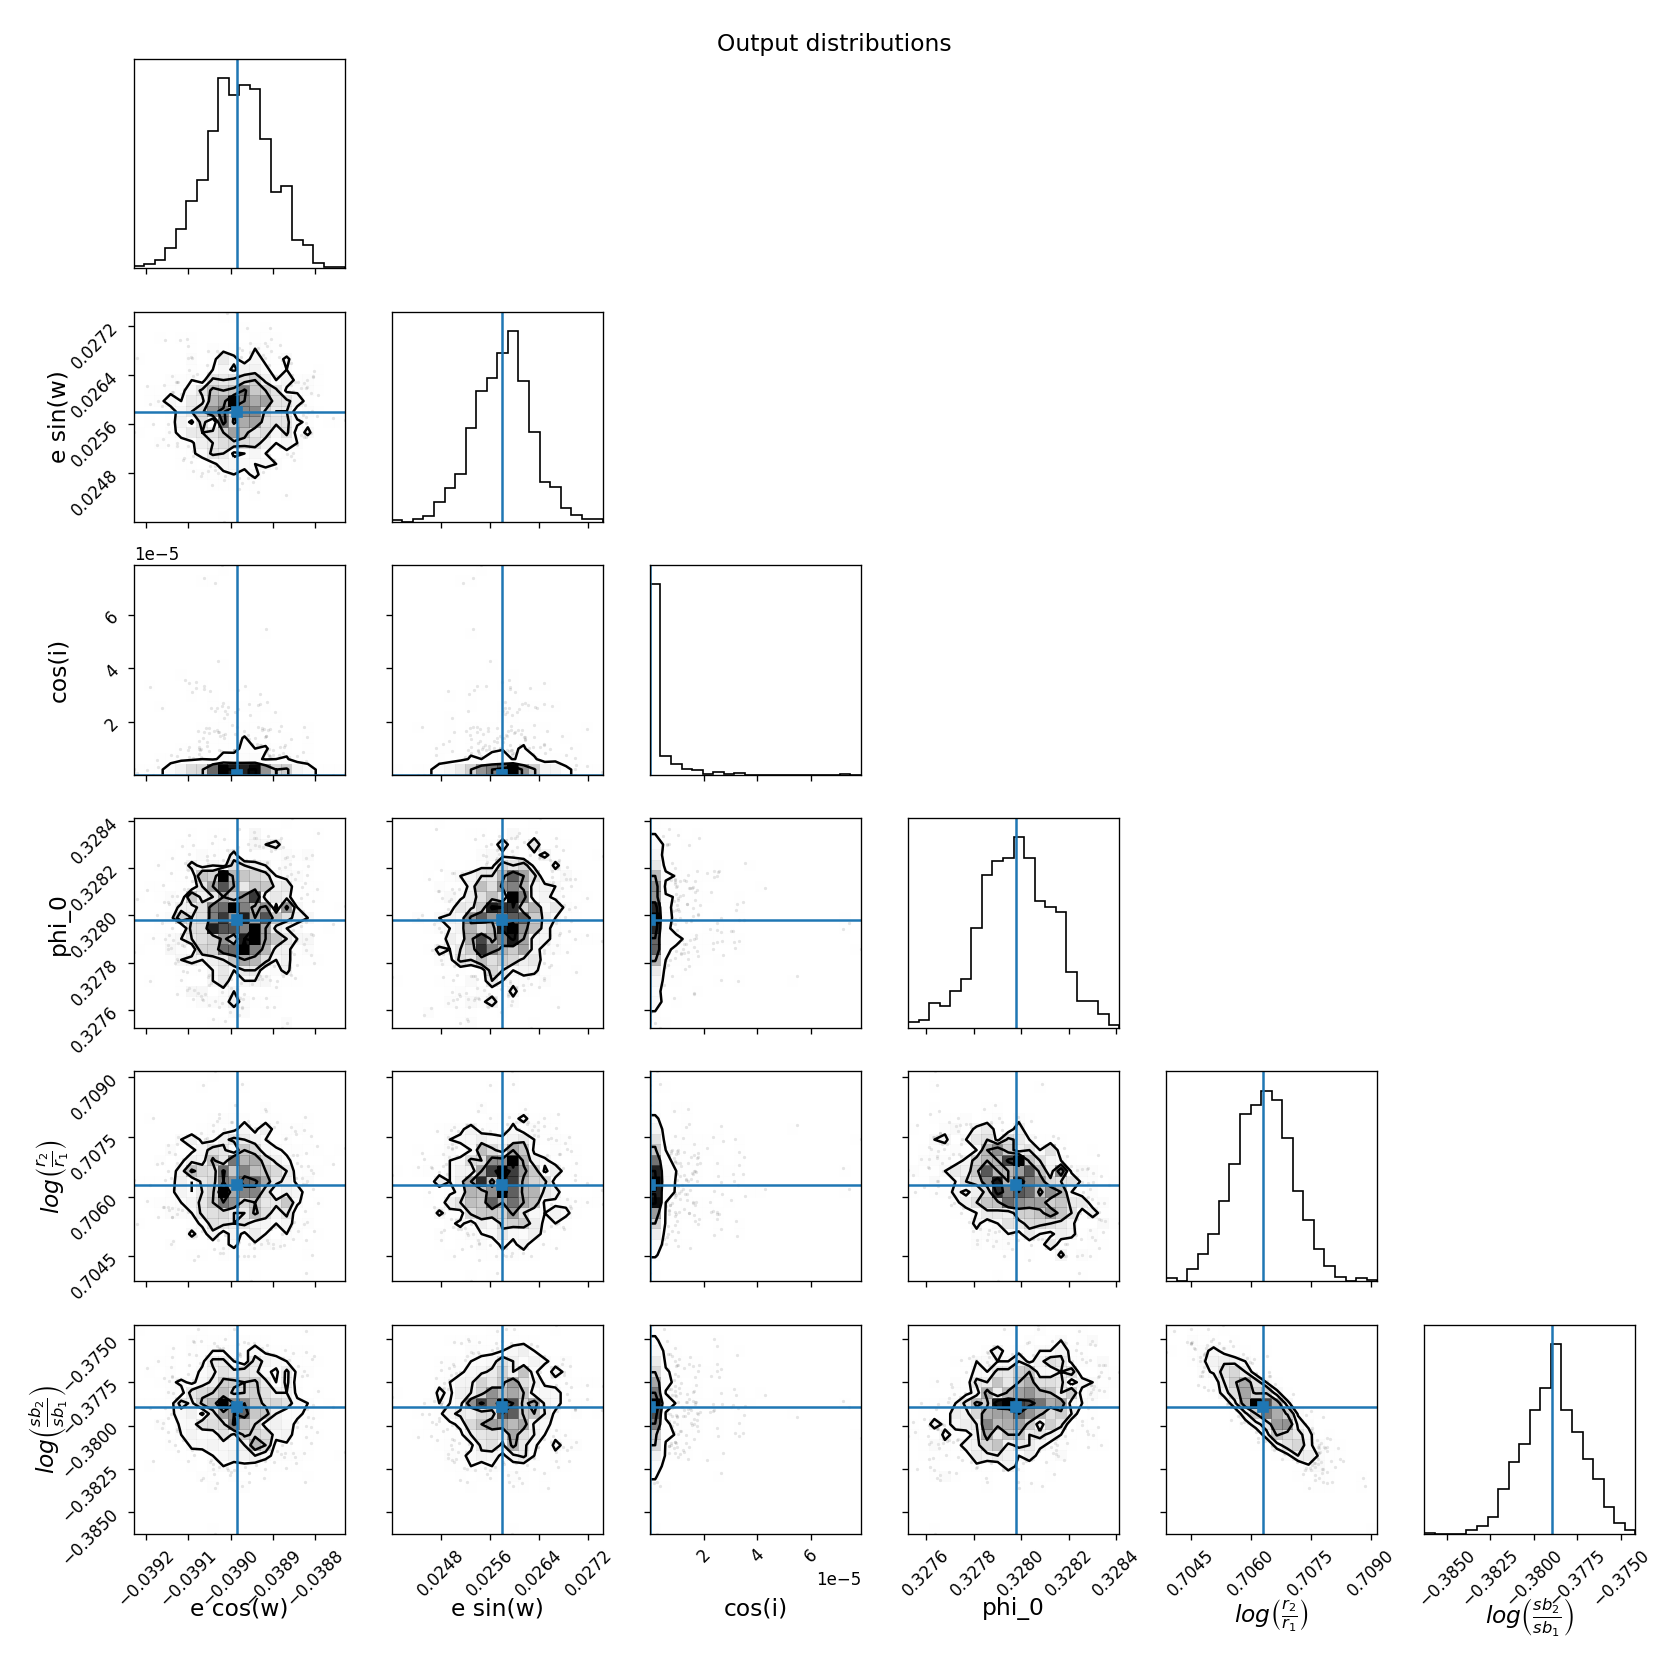 Output distributions
e sin(w)
0.0272
0.0264
0.0256
0.0248
1e−5
cos(i)
6
4
2
phi_0
0.3284
0.3282
0.3280
0.3278
0.3276
log(r2/r1)
0.7090
0.7075
0.7060
0.7045
log(sb2/sb1)
−0.3750
−0.3775
−0.3800
−0.3825
−0.3850
−0.0392 −0.0391 −0.0390 −0.0389 −0.0388
0.0248 0.0256 0.0264 0.0272
2 4 6
1e−5
0.3276 0.3278 0.3280 0.3282 0.3284
0.7045 0.7060 0.7075 0.7090
−0.3850 −0.3825 −0.3800 −0.3775 −0.3750
e cos(w)
e sin(w)
cos(i)
phi_0
log(r2/r1)
log(sb2/sb1)